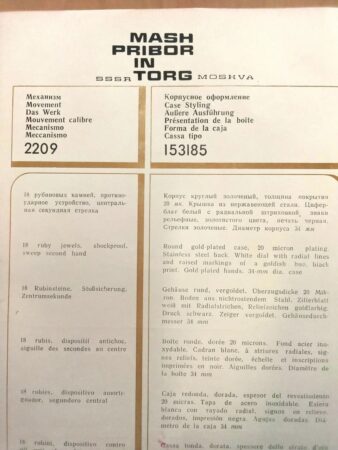 MASH
PRIBOR
IN
SSSR TORG MOSKVA
Механизм
Movement
Das Werk
Mouvement calibre
Mecanismo
Meccanismo
2209
Корпусное оформление
Case Styling
Äußere Ausführung
Présentation de la boîte
Forma de la caja
Cassa tipo
153185
18 рубиновых камней, противо-
ударное устройство, централь-
ная секундная стрелка
Корпус круглый золоченый, толщина покрытия
20 мк. Крышка из нержавеющей стали. Цифер-
блат белый с радиальной штриховкой, знаки
рельефные, золотистого цвета, печать черная.
Стрелки золоченые. Диаметр корпуса 34 мм
18 ruby jewels, shockproof,
sweep second hand
Round gold-plated case, 20 micron plating.
Stainless steel back. White dial with radial lines
and raised markings of a goldish hue, black
print. Gold plated hands. 34-mm dia. case
18 Rubinsteine, Stoßsicherung,
Zentrumsekunde
Gehäuse rund, vergoldet. Überzugsdicke 20 Mik-
ron. Boden aus nichtrostendem Stahl. Zifferblatt
weiß mit Radialstrichen, Reliefzeichen goldfarbig.
Druck schwarz. Zeiger vergoldet. Gehäusedurch-
messer 34 mm
18 rubis, dispositif antichoc,
aiguille des secondes au centre
Boîte ronde, dorée 20 microns. Fond acier ino-
xydable. Cadran blanc, à striures radiales, sig-
nes reliefs, teinte dorée, échelle et inscriptions
imprimées en noir. Aiguilles dorées. Diamètre de
la boîte 34 mm
18 rubíes, dispositivo
segundero central
Caja redonda, dorada, espesor del revestimiento
20 micras. Tapa de acero inoxidable. Esfera
blanca con rayado radial, signos en relieve
dorados, impresión negra. Agujas doradas. Diá-
metro de la caja 34 mm
18 rubini, dispositivo contro
Cassa tonda, dorata, spessore dello strato d'oro